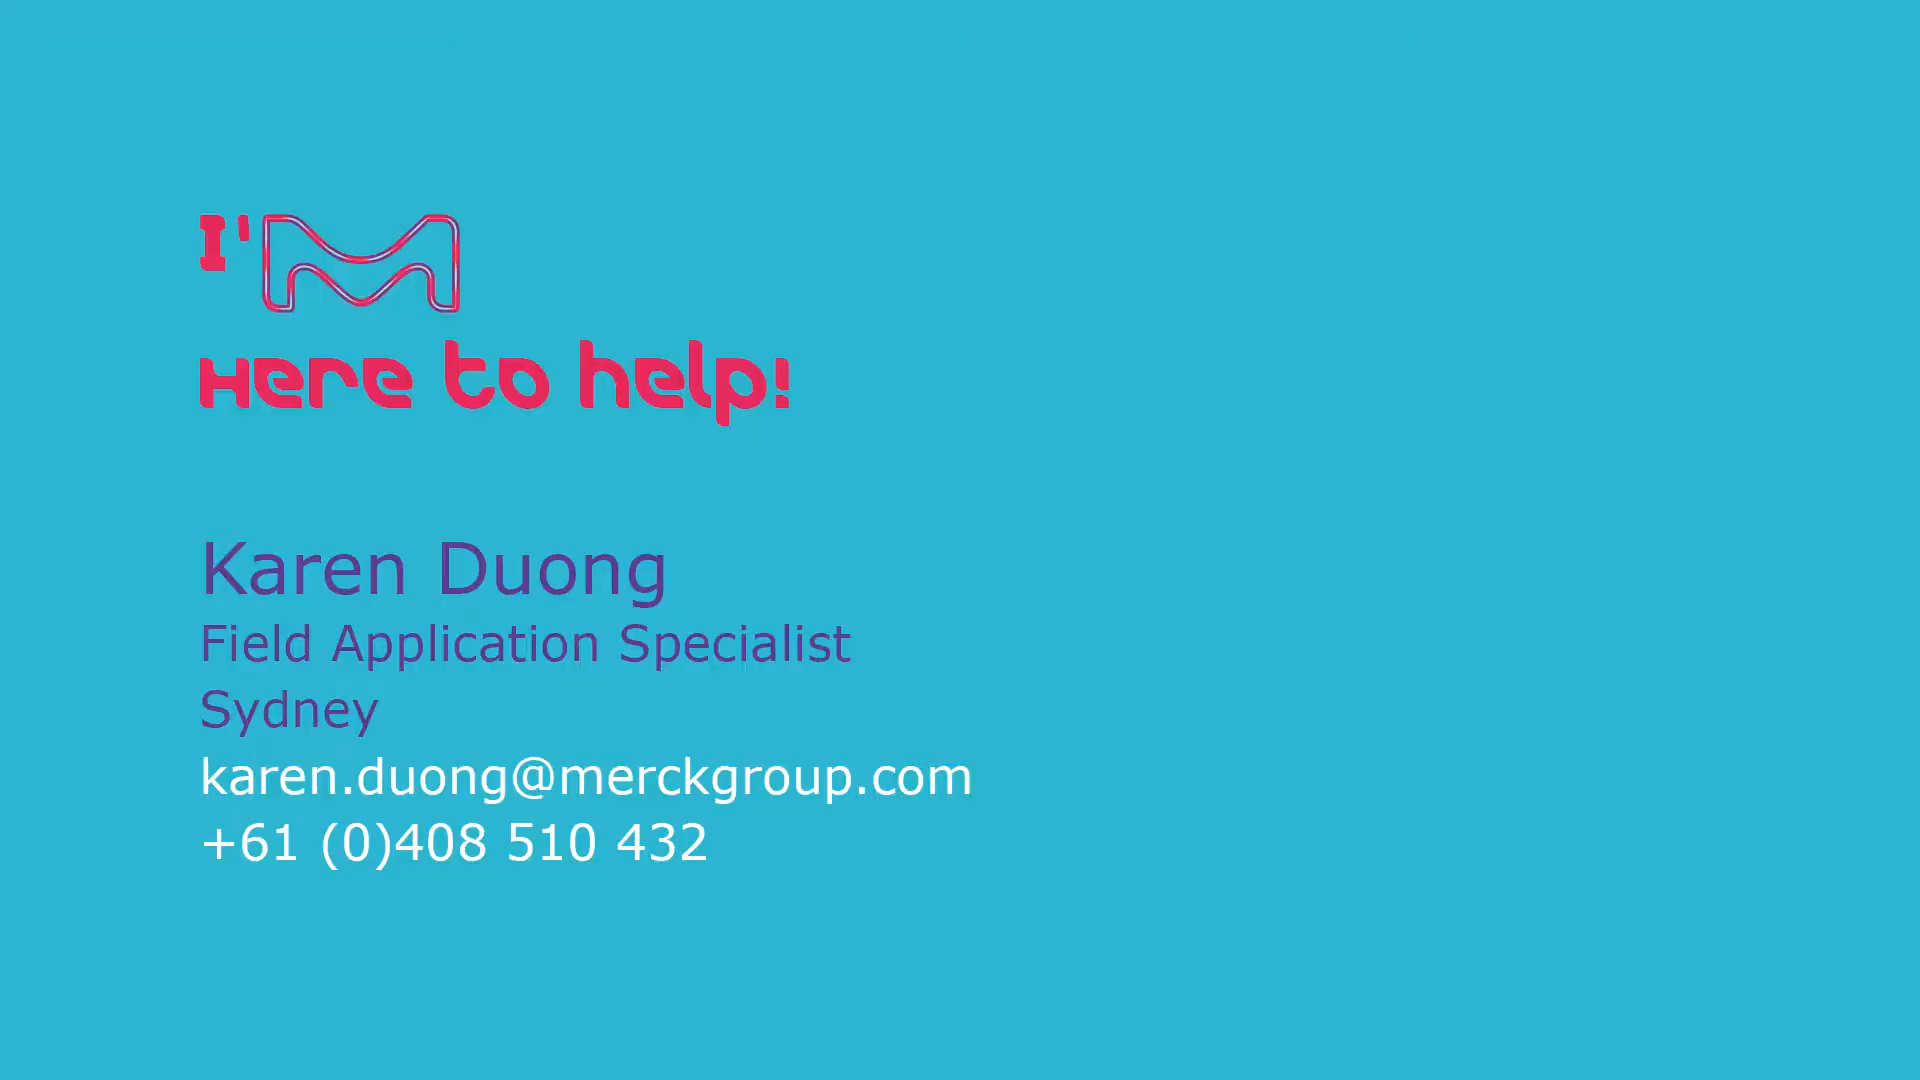 I'M
Here to help!
Karen Duong
Field Application Specialist
Sydney
karen.duong@merckgroup.com
+61 (0)408 510 432